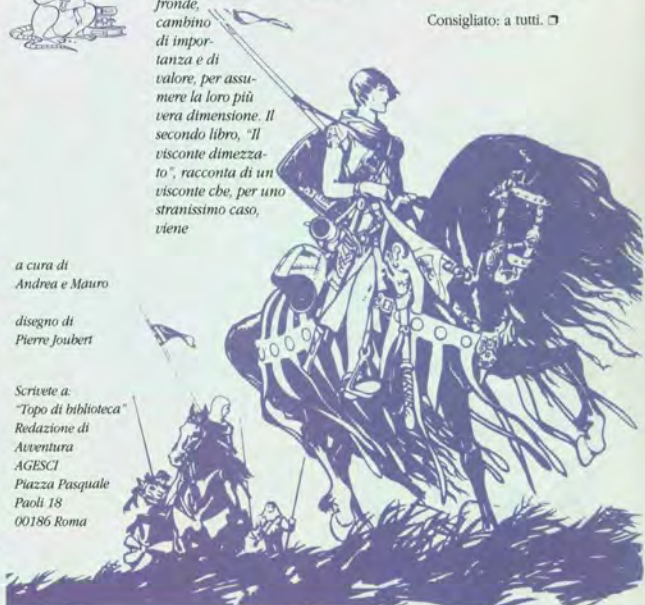 fronde,
cambino
di impor-
tanza e di
valore, per assu-
mere la loro più
vera dimensione. Il
secondo libro, "Il
visconte dimezza-
to", racconta di un
visconte che, per uno
stranissimo caso,
viene
Consigliato: a tutti. ❒
a cura di
Andrea e Mauro
disegno di
Pierre Joubert
Scrivete a:
"Topo di biblioteca"
Redazione di
Avventura
AGESCI
Piazza Pasquale
Paoli 18
00186 Roma